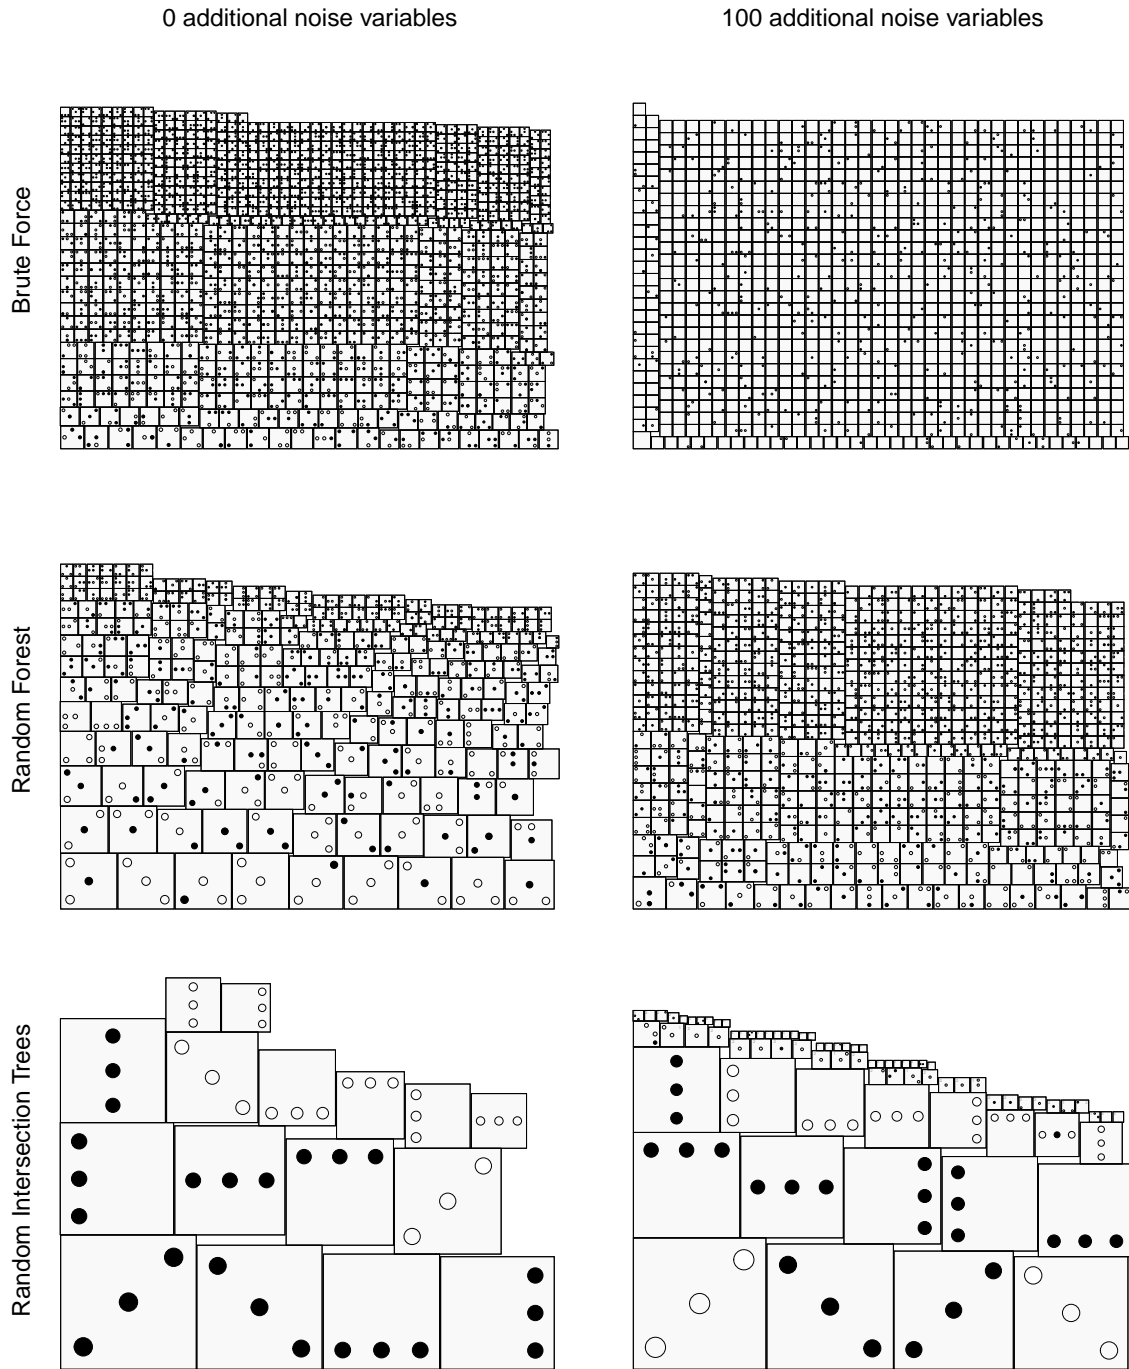 0 additional noise variables
100 additional noise variables
Brute Force
Random Forest
Random Intersection Trees